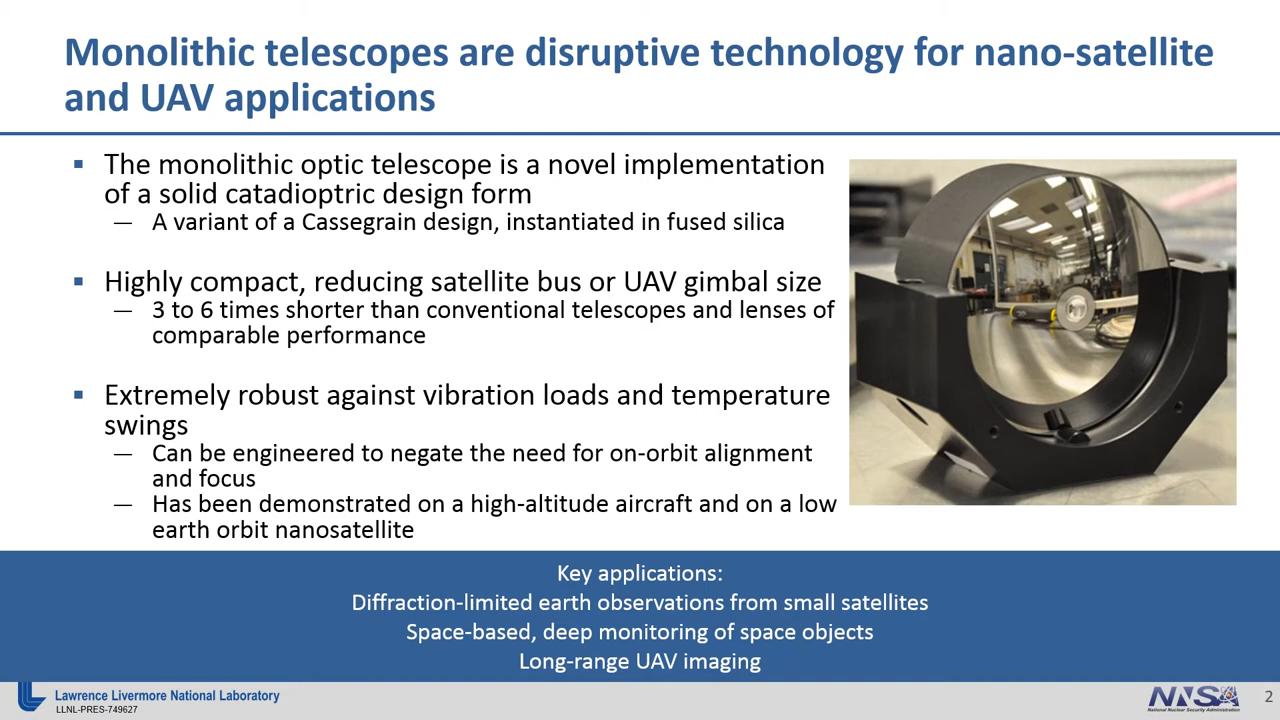 Monolithic telescopes are disruptive technology for nano-satellite
and UAV applications
▪ The monolithic optic telescope is a novel implementation
of a solid catadioptric design form
— A variant of a Cassegrain design, instantiated in fused silica
▪ Highly compact, reducing satellite bus or UAV gimbal size
— 3 to 6 times shorter than conventional telescopes and lenses of
comparable performance
▪ Extremely robust against vibration loads and temperature
swings
— Can be engineered to negate the need for on-orbit alignment
and focus
— Has been demonstrated on a high-altitude aircraft and on a low
earth orbit nanosatellite
Key applications:
Diffraction-limited earth observations from small satellites
Space-based, deep monitoring of space objects
Long-range UAV imaging
Lawrence Livermore National Laboratory
LLNL-PRES-749627
NNSA
National Nuclear Security Administration
2